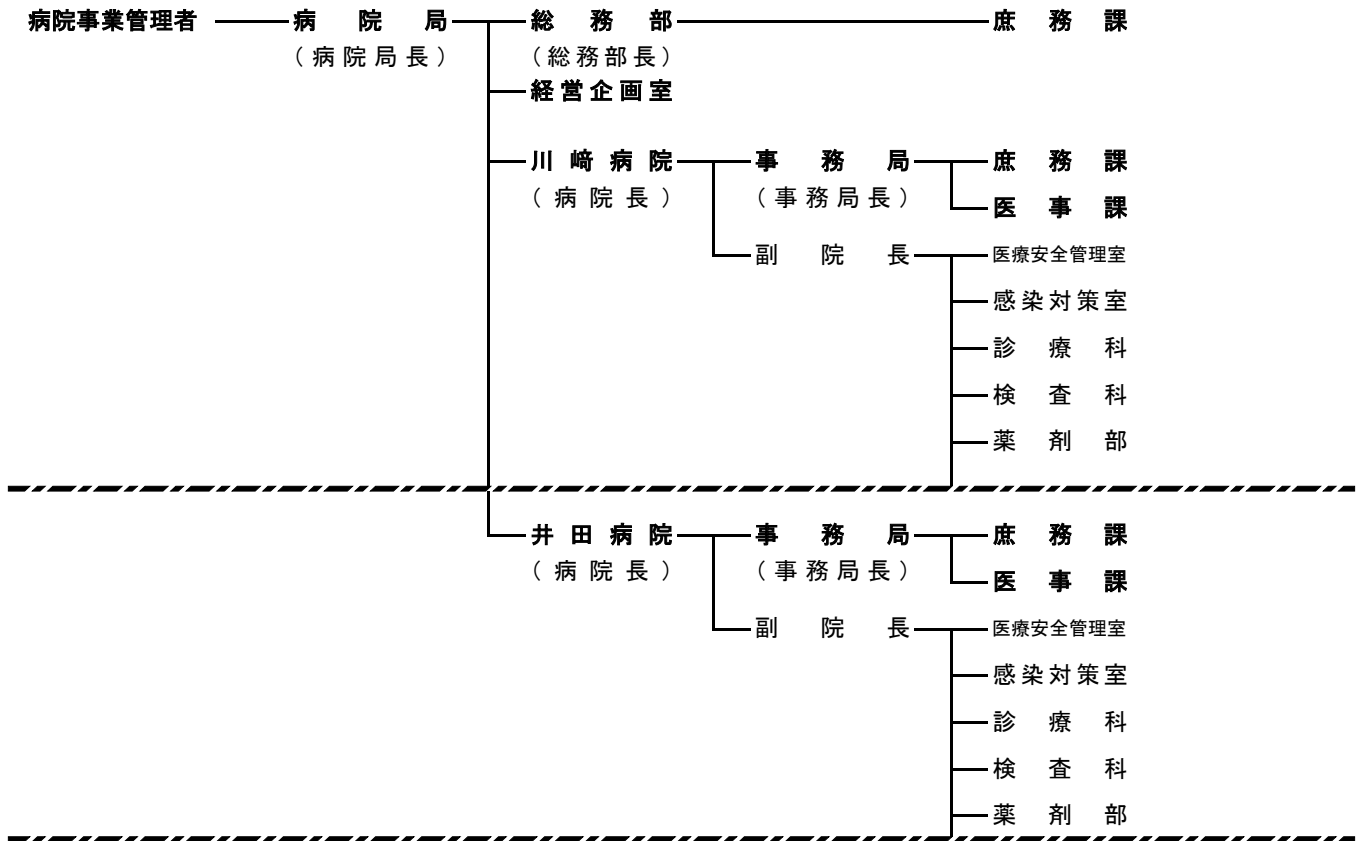 病院事業管理者 病院局 総務部 庶務課
（病院局長） （総務部長）
経営企画室
川﨑病院 事務局 庶務課
（病院長） （事務局長） 医事課
副院長 医療安全管理室
感染対策室
診療科
検査科
薬剤部
井田病院 事務局 庶務課
（病院長） （事務局長） 医事課
副院長 医療安全管理室
感染対策室
診療科
検査科
薬剤部